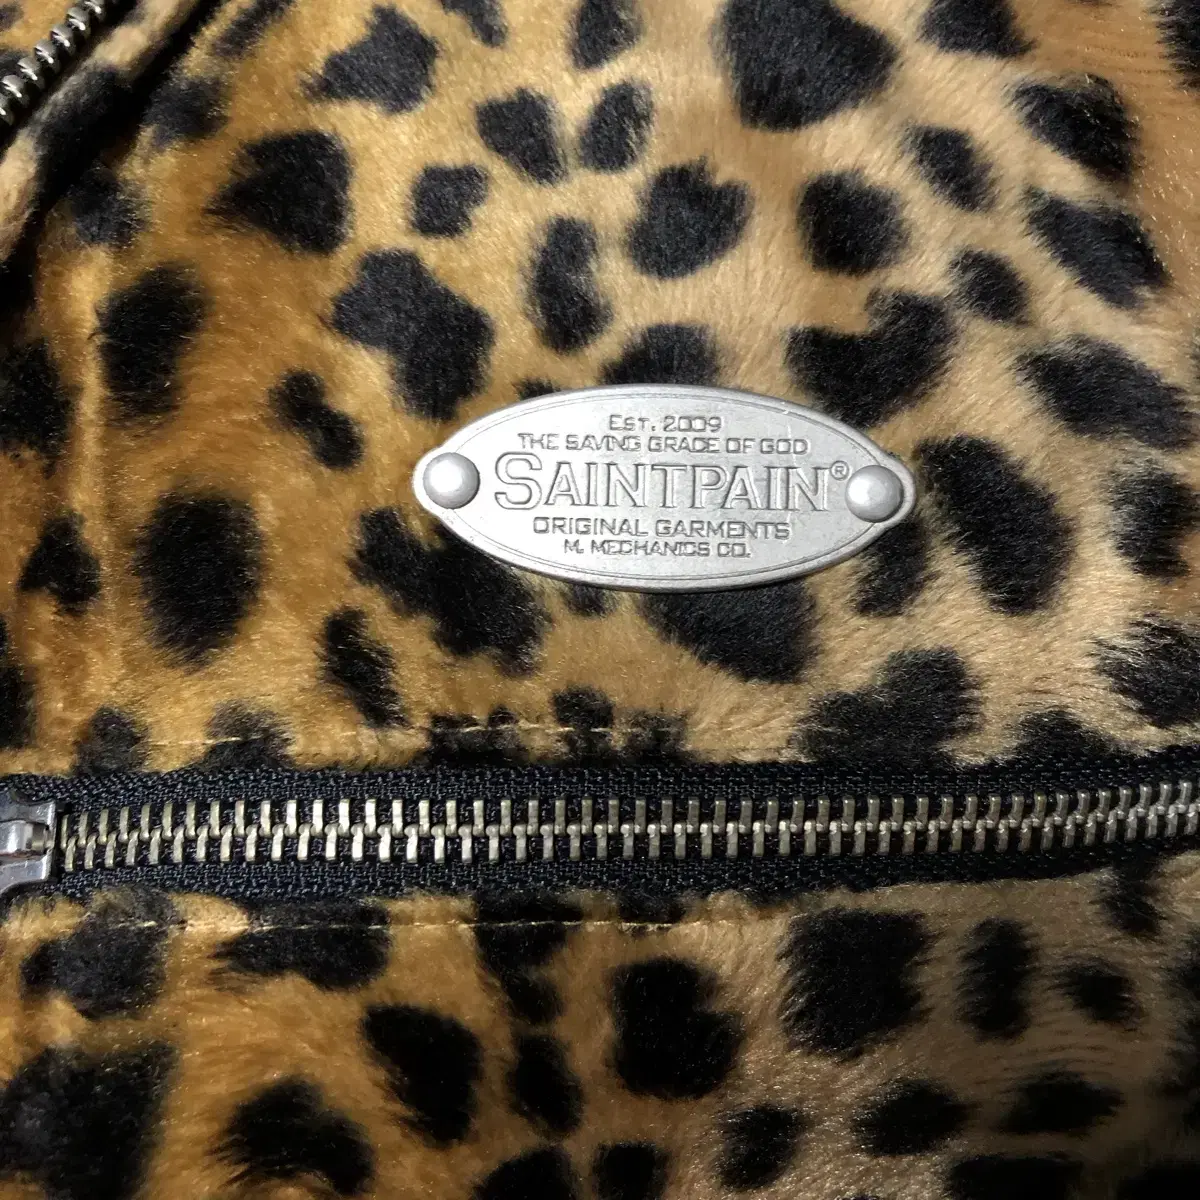 EST. 2009
THE SAVING GRACE OF GOD
SAINTPAIN®
ORIGINAL GARMENTS
M. MECHANICS CO.